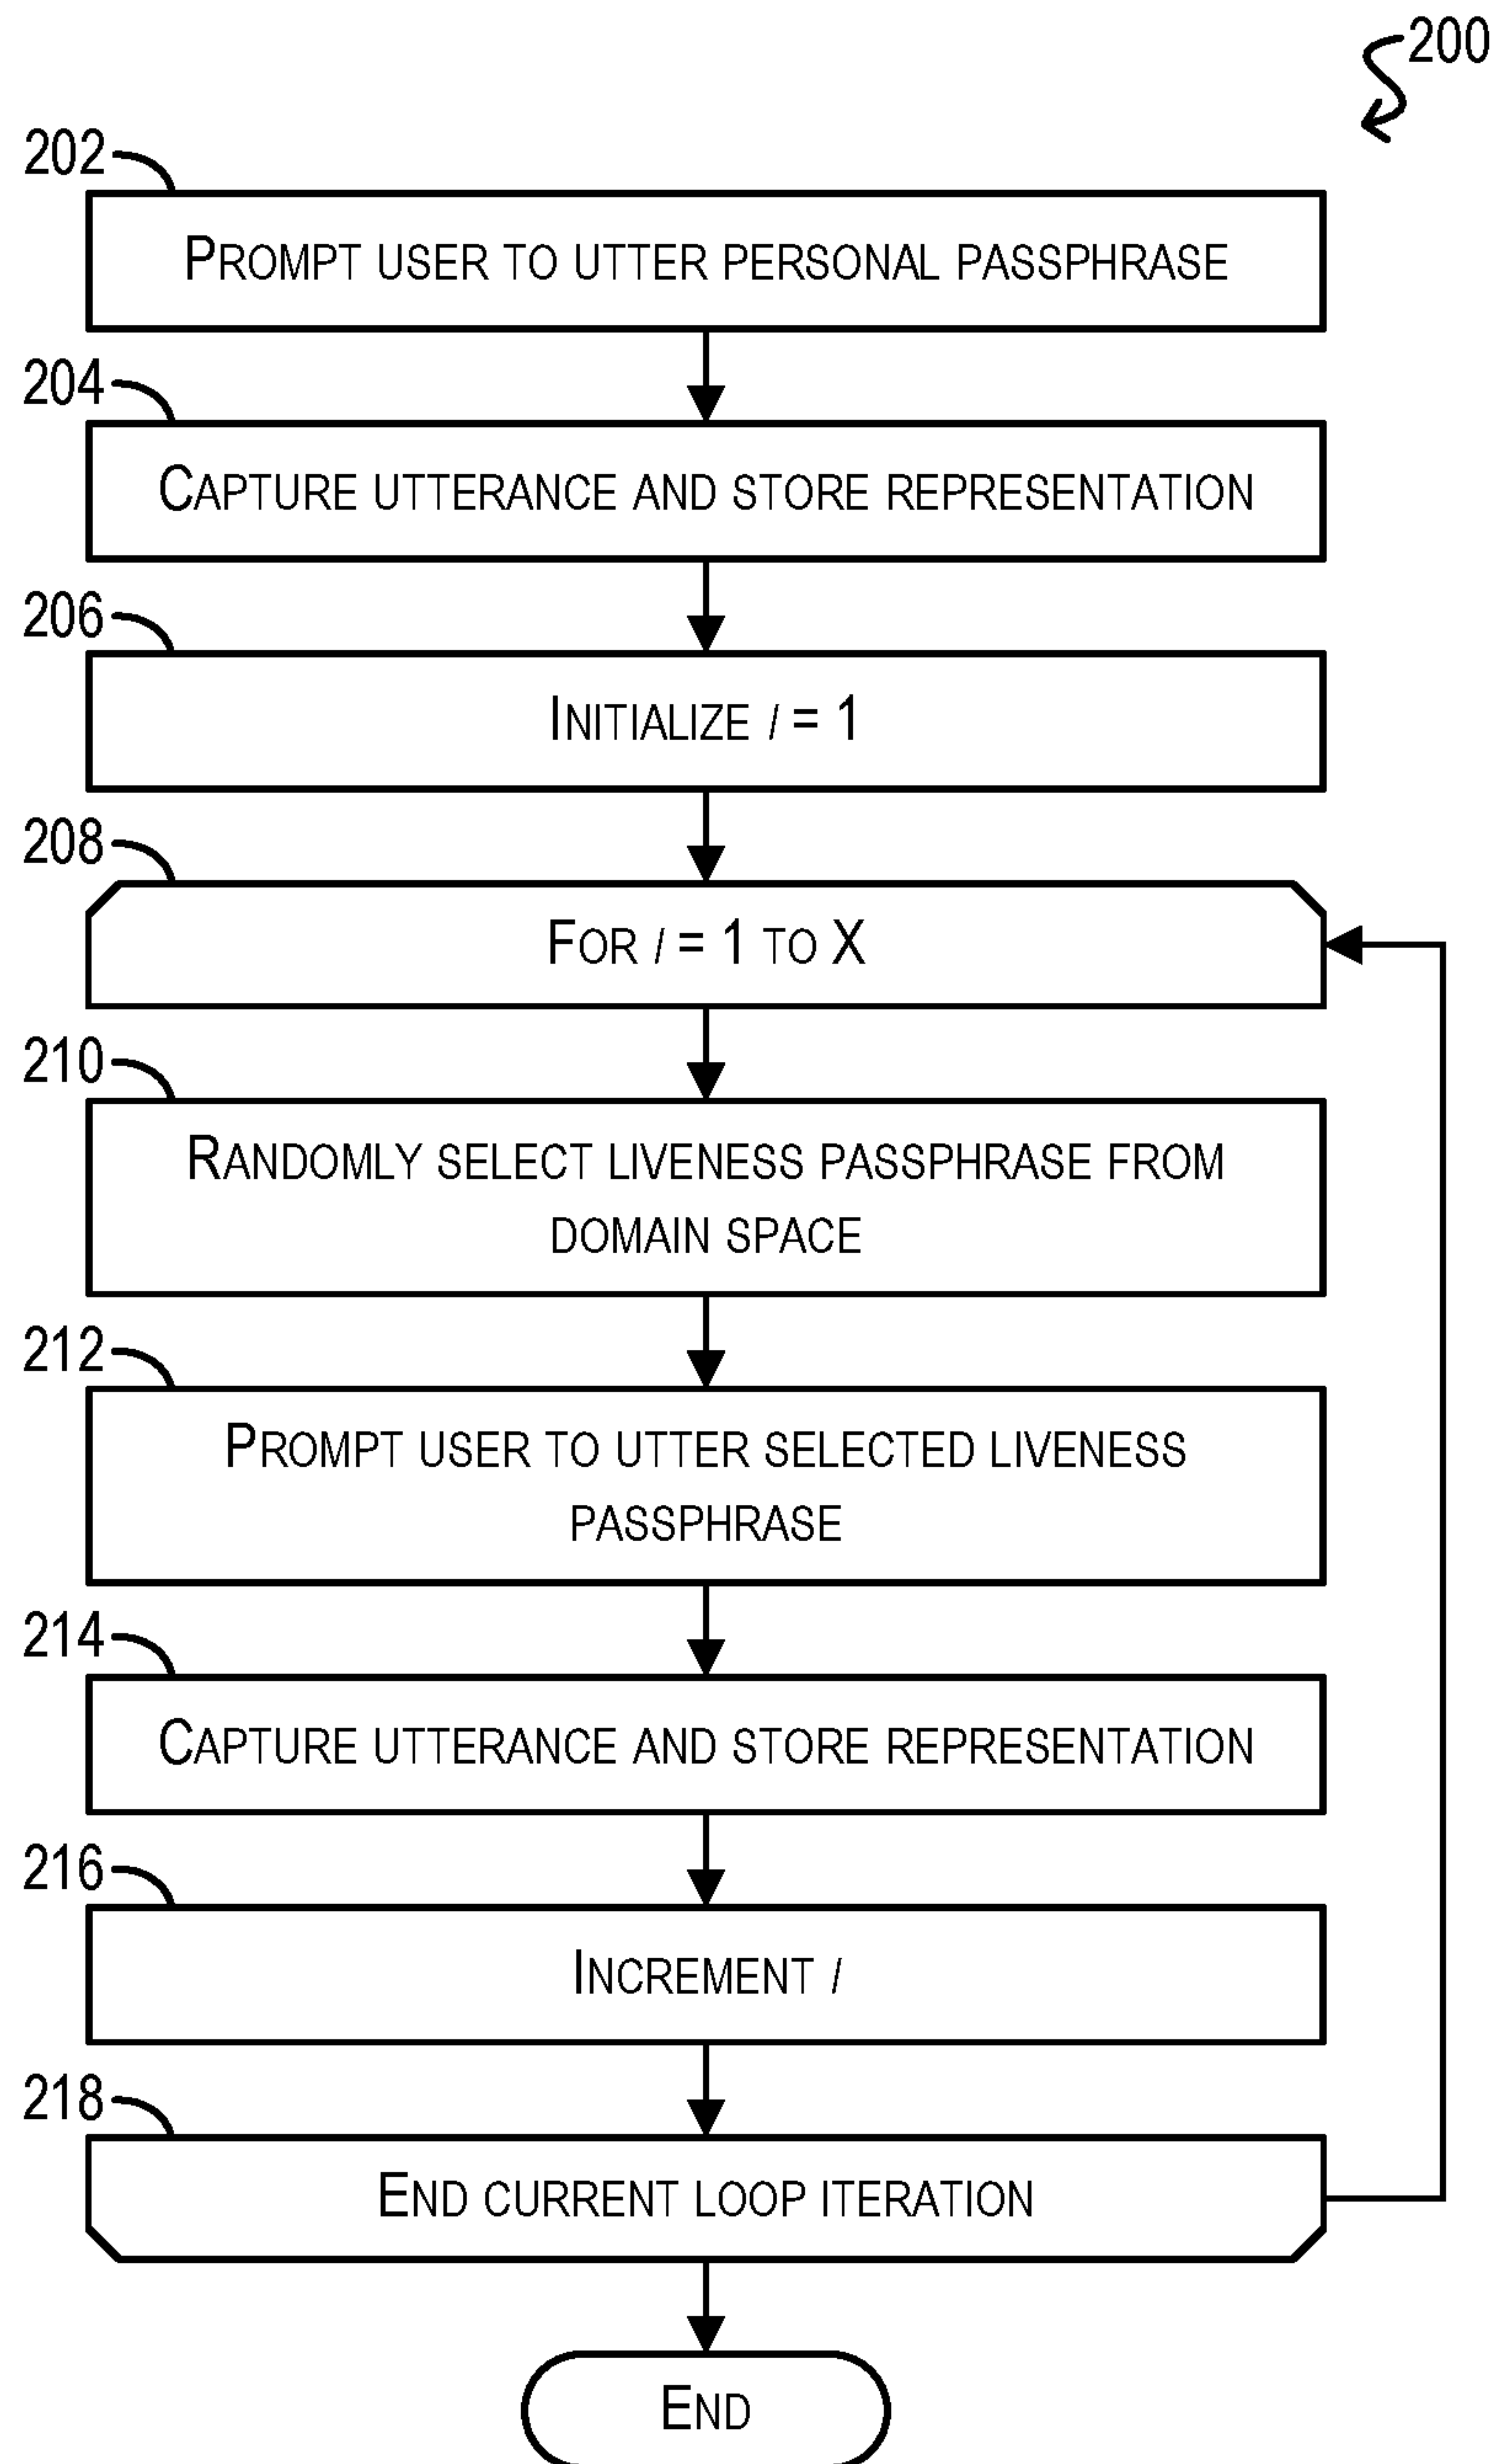 200
202
PROMPT USER TO UTTER PERSONAL PASSPHRASE
204
CAPTURE UTTERANCE AND STORE REPRESENTATION
206
INITIALIZE I = 1
208
FOR I = 1 TO X
210
RANDOMLY SELECT LIVENESS PASSPHRASE FROM
DOMAIN SPACE
212
PROMPT USER TO UTTER SELECTED LIVENESS
PASSPHRASE
214
CAPTURE UTTERANCE AND STORE REPRESENTATION
216
INCREMENT I
218
END CURRENT LOOP ITERATION
END